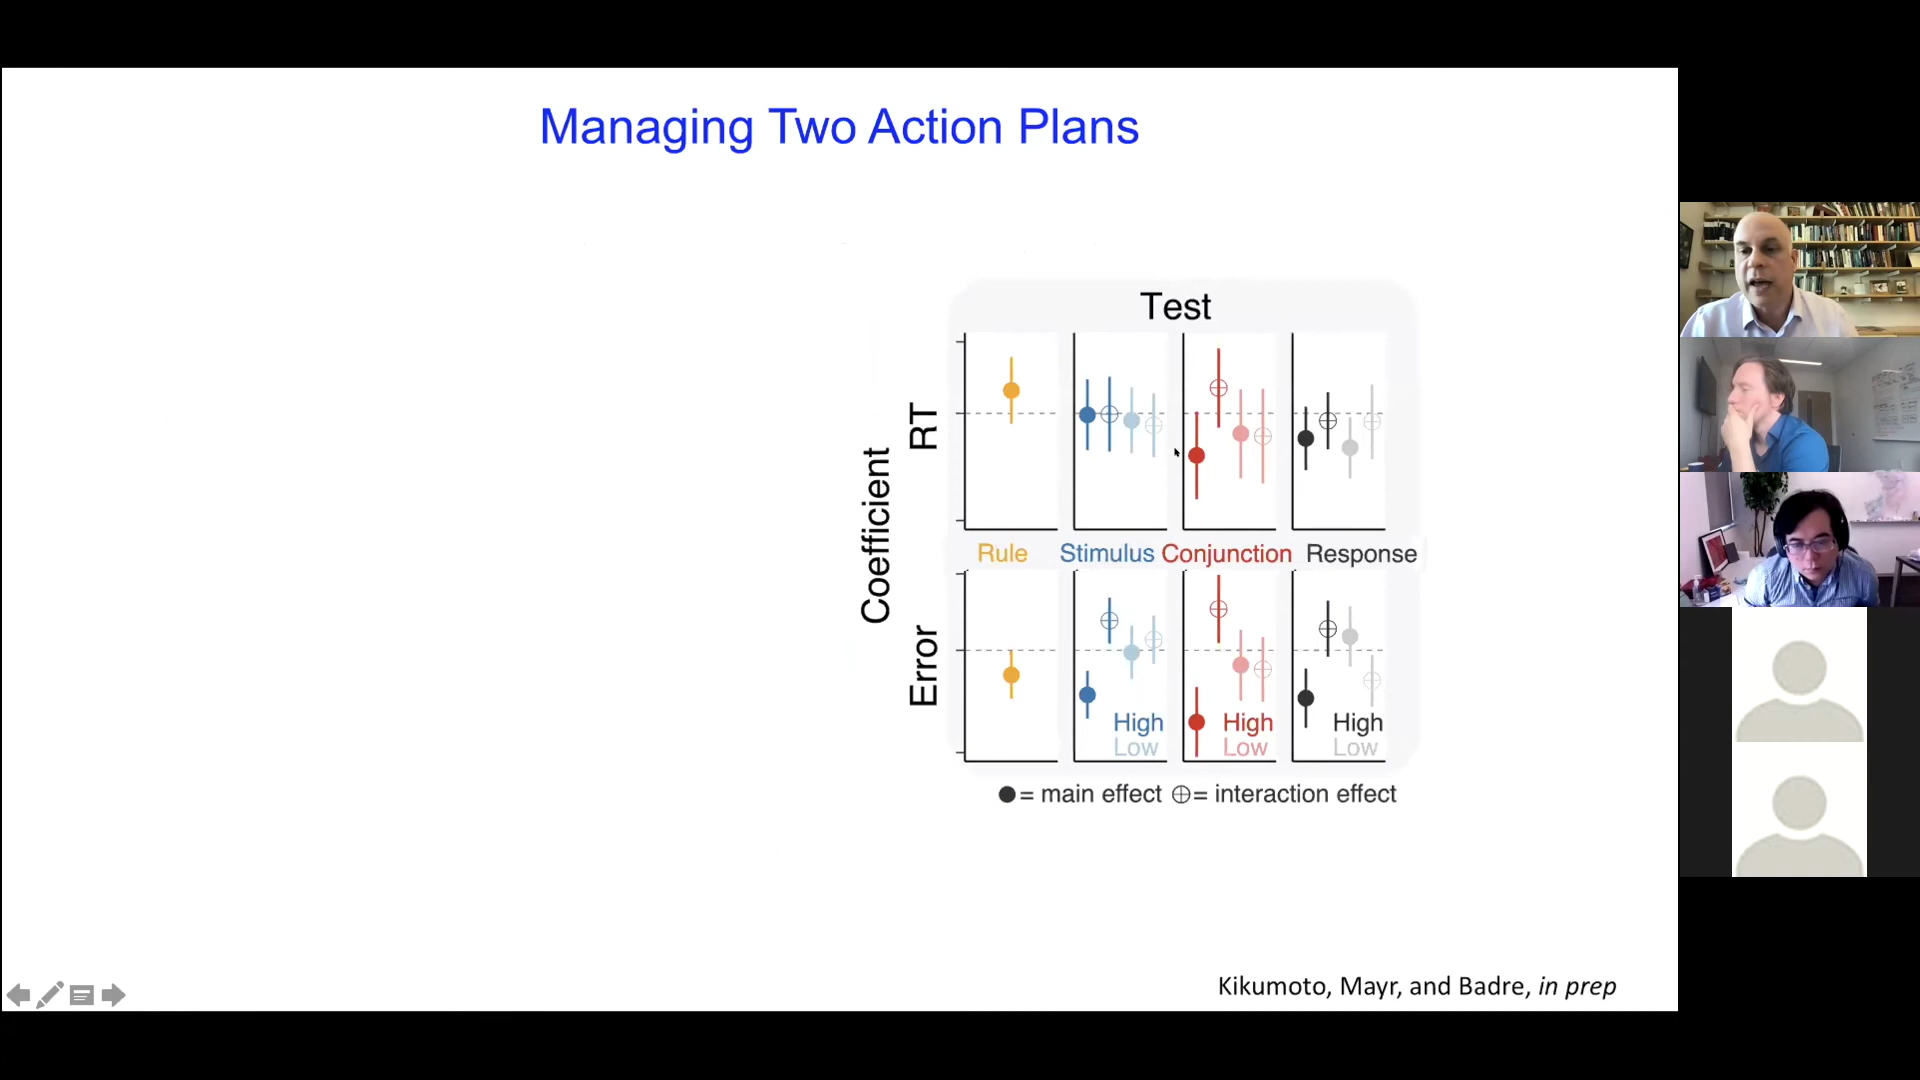 Managing Two Action Plans
Test
Coefficient
RT
Rule Stimulus Conjunction Response
Error
High High High
Low Low Low
= main effect = interaction effect
Kikumoto, Mayr, and Badre, in prep